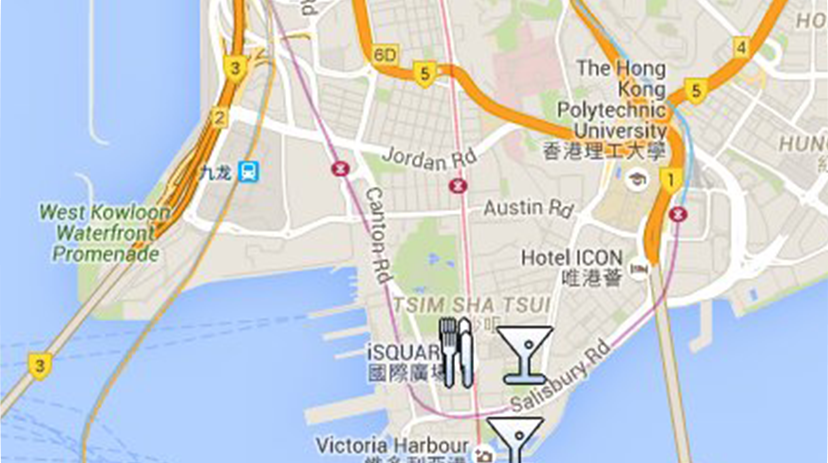 Rd
HO
4
6D
3
5
The Hong
Kong
Polytechnic
University
香港理工大學
5
2
HUNG
Jordan Rd
九龙
1
Canton Rd
Austin Rd
West Kowloon
Waterfront
Promenade
Hotel ICON
唯港薈
TSIM SHA TSUI
iSQUAR
國際廣場
3
Salisbury Rd
Victoria Harbour